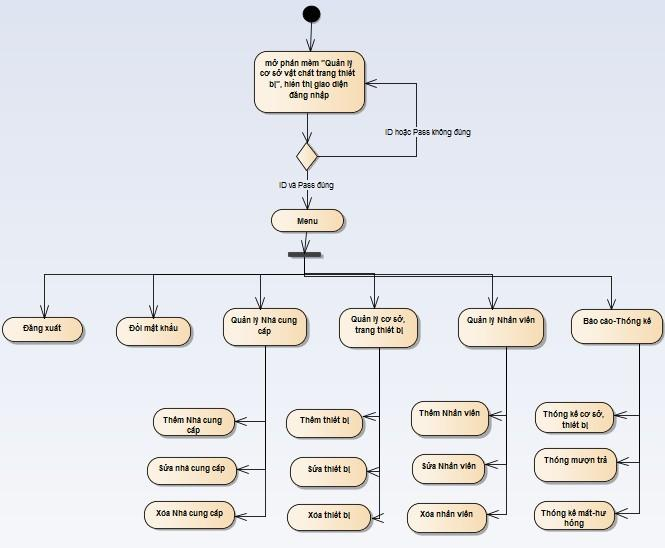 mở phần mềm "Quản lý
cơ sở vật chất trang thiết
bị", hiển thị giao diện
đăng nhập
ID hoặc Pass không đúng
ID và Pass đúng
Menu
Đăng xuất
Đổi mật khẩu
Quản lý Nhà cung
cấp
Quản lý cơ sở,
trang thiết bị
Quản lý Nhân viên
Báo cáo-Thống kê
Thêm Nhà cung
cấp
Thêm thiết bị
Thêm Nhân viên
Thống kê cơ sở,
thiết bị
Sửa nhà cung cấp
Sửa thiết bị
Sửa Nhân viên
Thống mượn trả
Xóa Nhà cung cấp
Xóa thiết bị
Xóa nhân viên
Thống kê mất-hư
hỏng